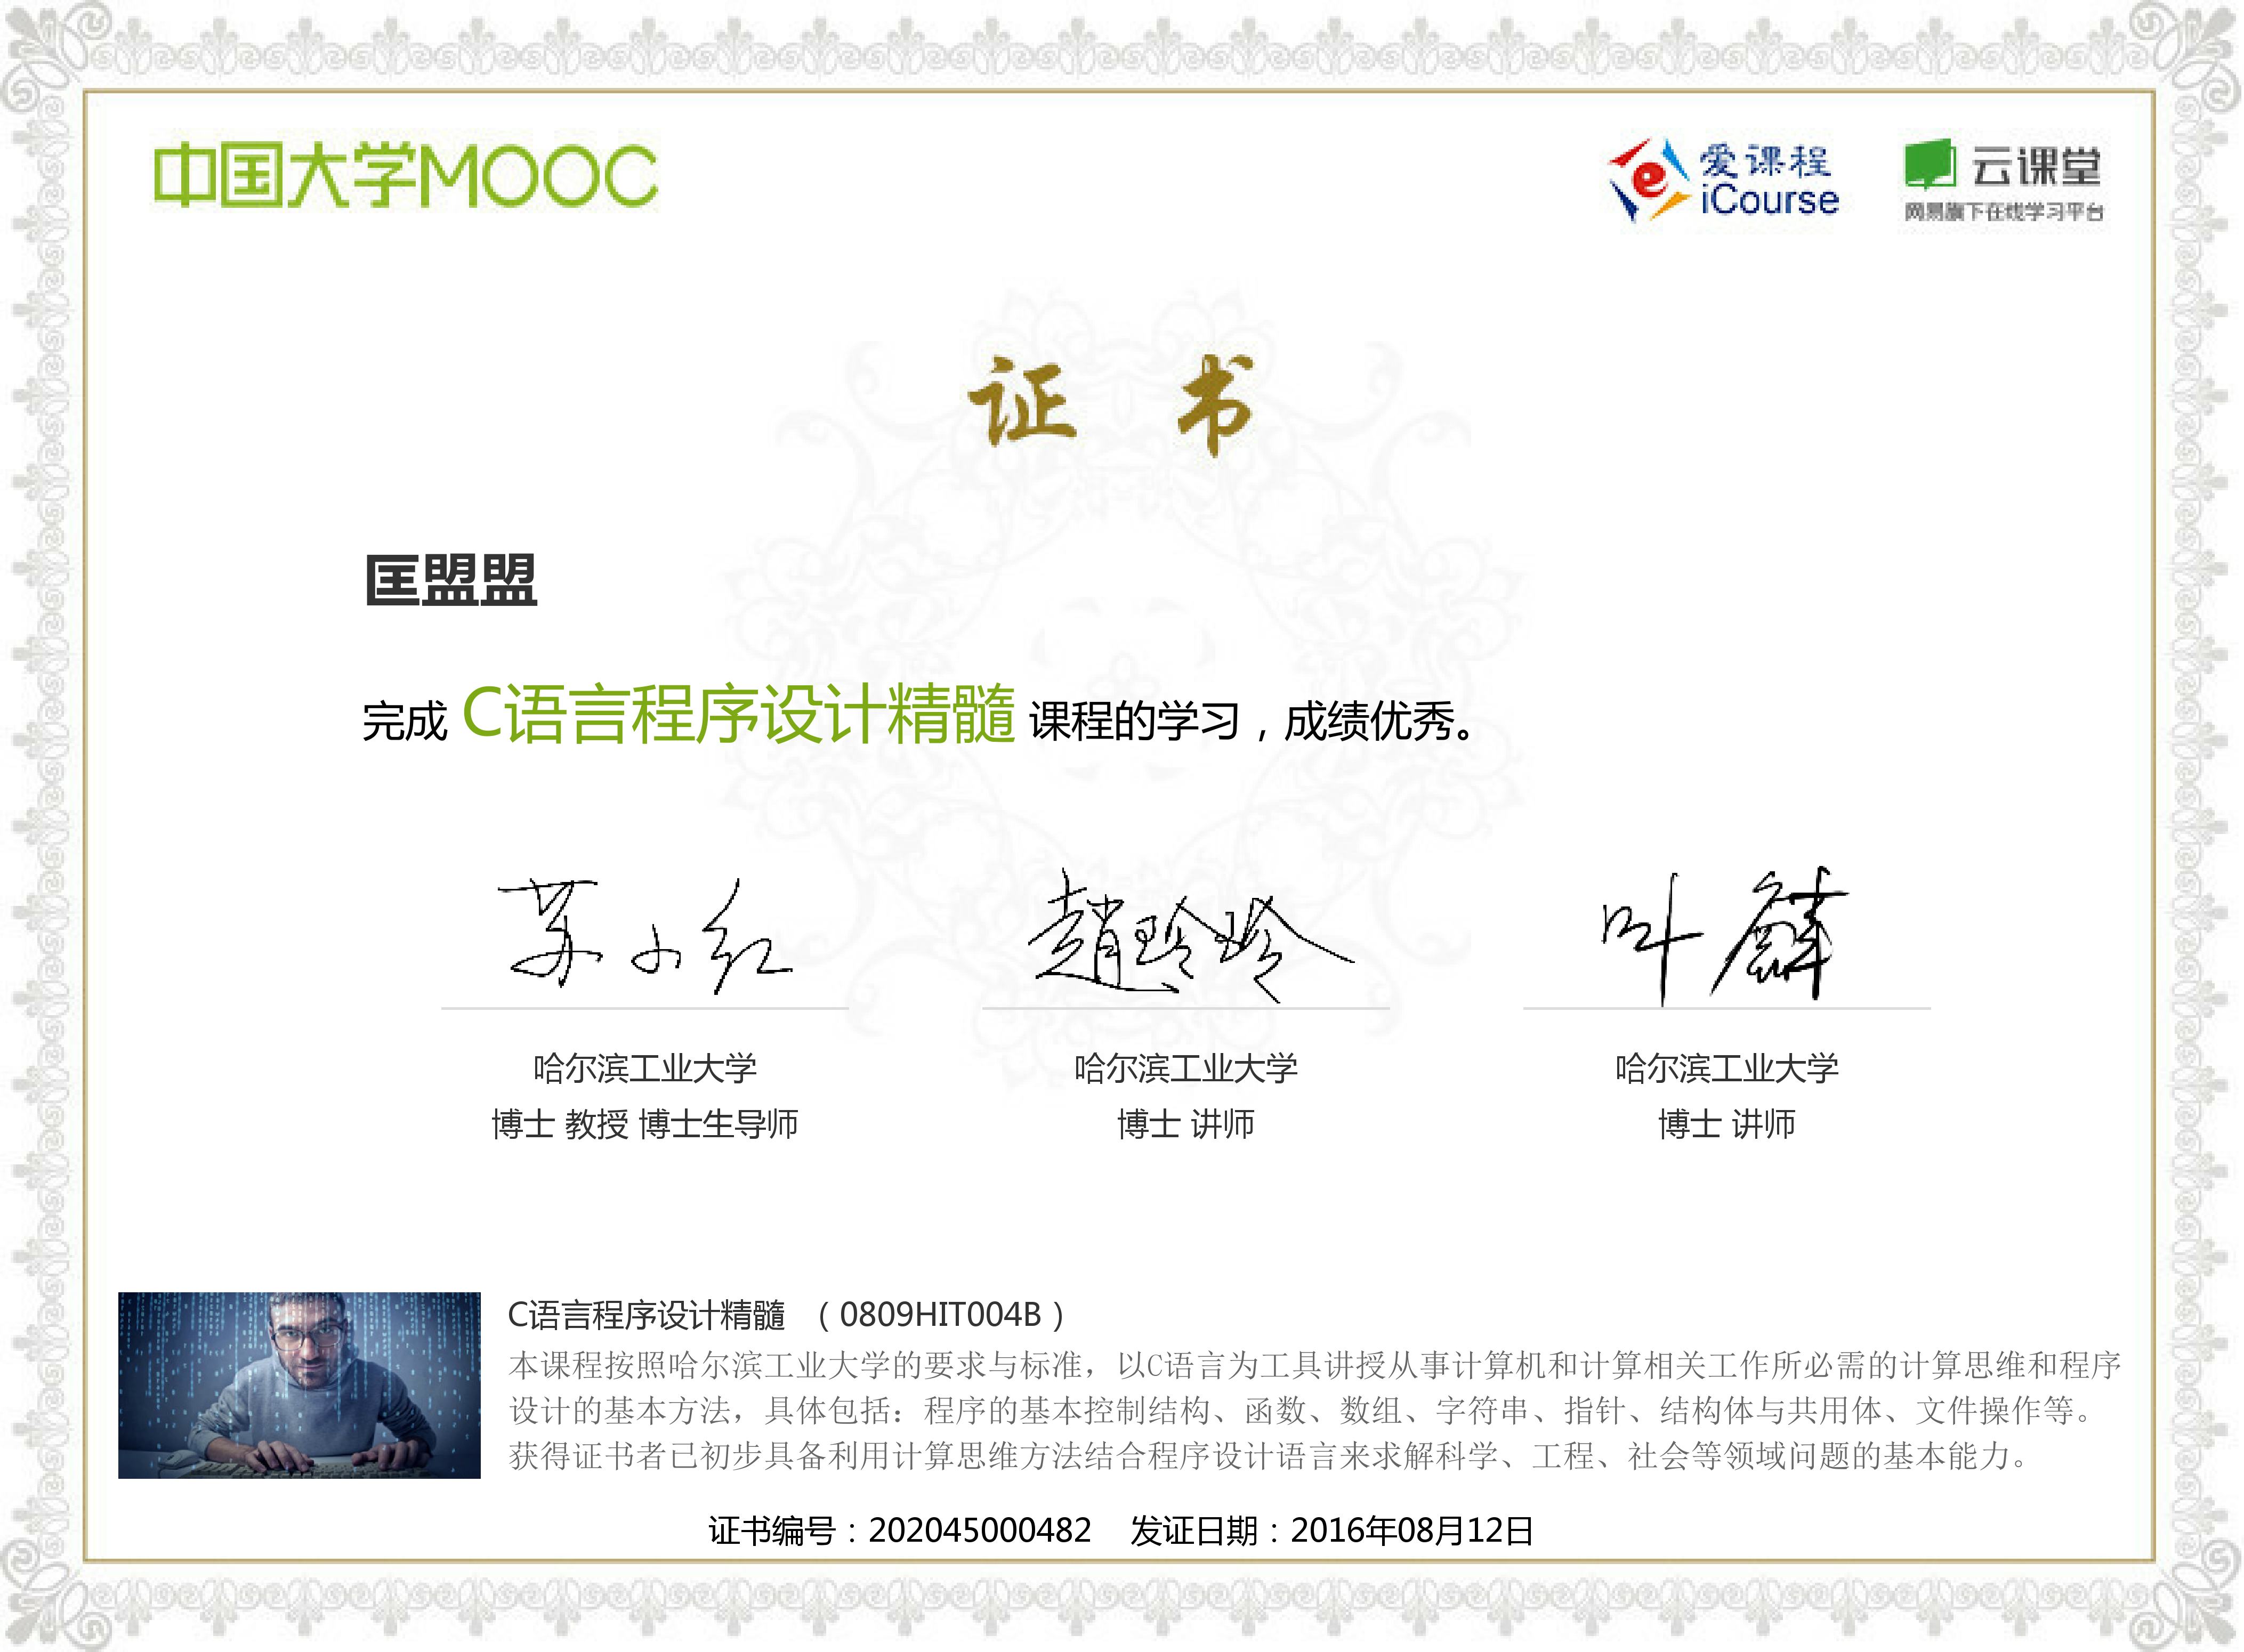 中国大学MOOC
爱课程
iCourse
云课堂
网易旗下在线学习平台
证 书
匡盟盟
完成 C语言程序设计精髓 课程的学习，成绩优秀。
苏小红 趙玲玲 叶麟
哈尔滨工业大学 哈尔滨工业大学 哈尔滨工业大学
博士 教授 博士生导师 博士 讲师 博士 讲师
C语言程序设计精髓 （0809HIT004B）
本课程按照哈尔滨工业大学的要求与标准，以C语言为工具讲授从事计算机和计算相关工作所必需的计算思维和程序
设计的基本方法，具体包括：程序的基本控制结构、函数、数组、字符串、指针、结构体与共用体、文件操作等。
获得证书者已初步具备利用计算思维方法结合程序设计语言来求解科学、工程、社会等领域问题的基本能力。
证书编号：202045000482 发证日期：2016年08月12日